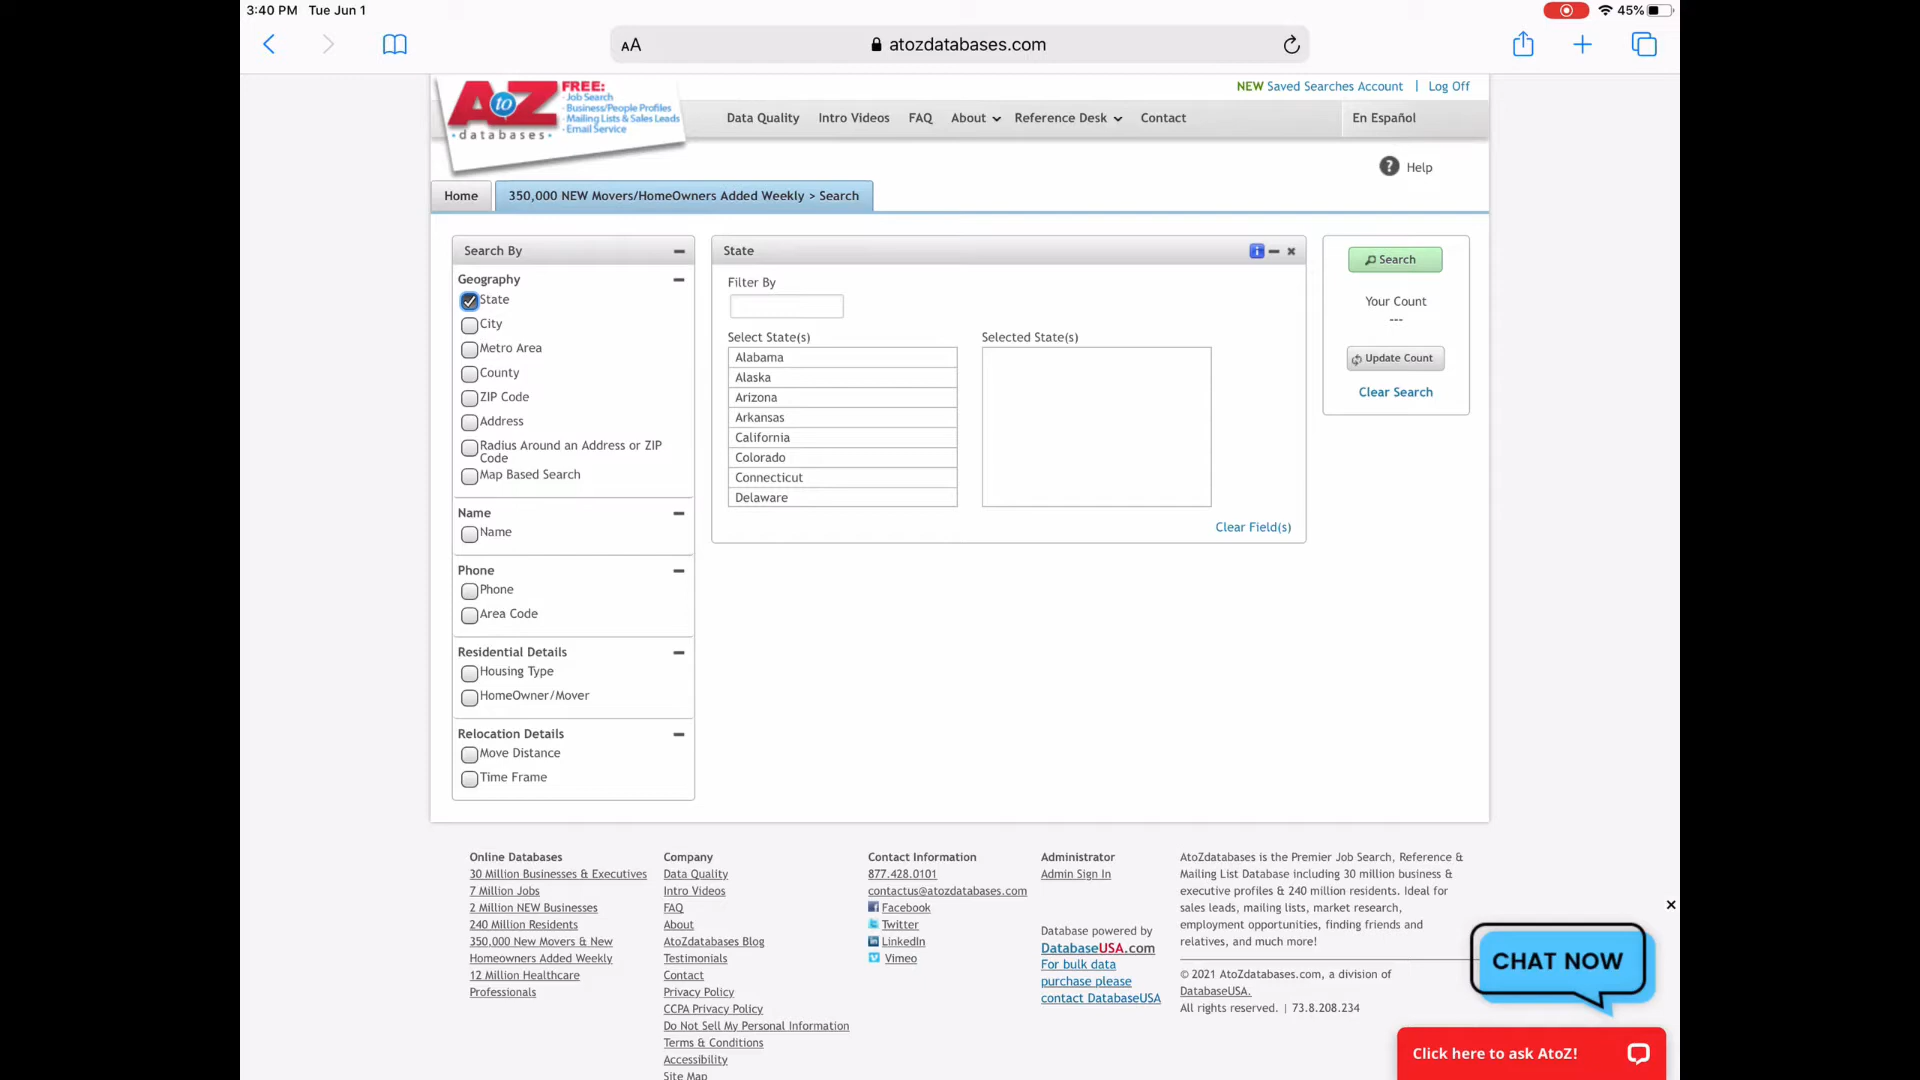 3:40 PM Tue Jun 1
45%
AA
atozdatabases.com
NEW Saved Searches Account | Log Off
A to Z
databases
FREE:
· Job Search
· Business/People Profiles
· Mailing Lists & Sales Leads
· Email Service
Data Quality
Intro Videos
FAQ
About
Reference Desk
Contact
En Español
? Help
Home
350,000 NEW Movers/HomeOwners Added Weekly > Search
Search By
Geography
State
City
Metro Area
County
ZIP Code
Address
Radius Around an Address or ZIP
Code
Map Based Search
Name
Name
Phone
Phone
Area Code
Residential Details
Housing Type
HomeOwner/Mover
Relocation Details
Move Distance
Time Frame
State
Filter By
Select State(s)
Alabama
Alaska
Arizona
Arkansas
California
Colorado
Connecticut
Delaware
Selected State(s)
Clear Field(s)
Search
Your Count
---
Update Count
Clear Search
Online Databases
30 Million Businesses & Executives
7 Million Jobs
2 Million NEW Businesses
240 Million Residents
350,000 New Movers & New
Homeowners Added Weekly
12 Million Healthcare
Professionals
Company
Data Quality
Intro Videos
FAQ
About
AtoZdatabases Blog
Testimonials
Contact
Privacy Policy
CCPA Privacy Policy
Do Not Sell My Personal Information
Terms & Conditions
Accessibility
Site Map
Contact Information
877.428.0101
contactus@atozdatabases.com
Facebook
Twitter
LinkedIn
Vimeo
Administrator
Admin Sign In
Database powered by
DatabaseUSA.com
For bulk data
purchase please
contact DatabaseUSA
AtoZdatabases is the Premier Job Search, Reference &
Mailing List Database including 30 million business &
executive profiles & 240 million residents. Ideal for
sales leads, mailing lists, market research,
employment opportunities, finding friends and
relatives, and much more!
© 2021 AtoZdatabases.com, a division of
DatabaseUSA.
All rights reserved. | 73.8.208.234
CHAT NOW
Click here to ask AtoZ!